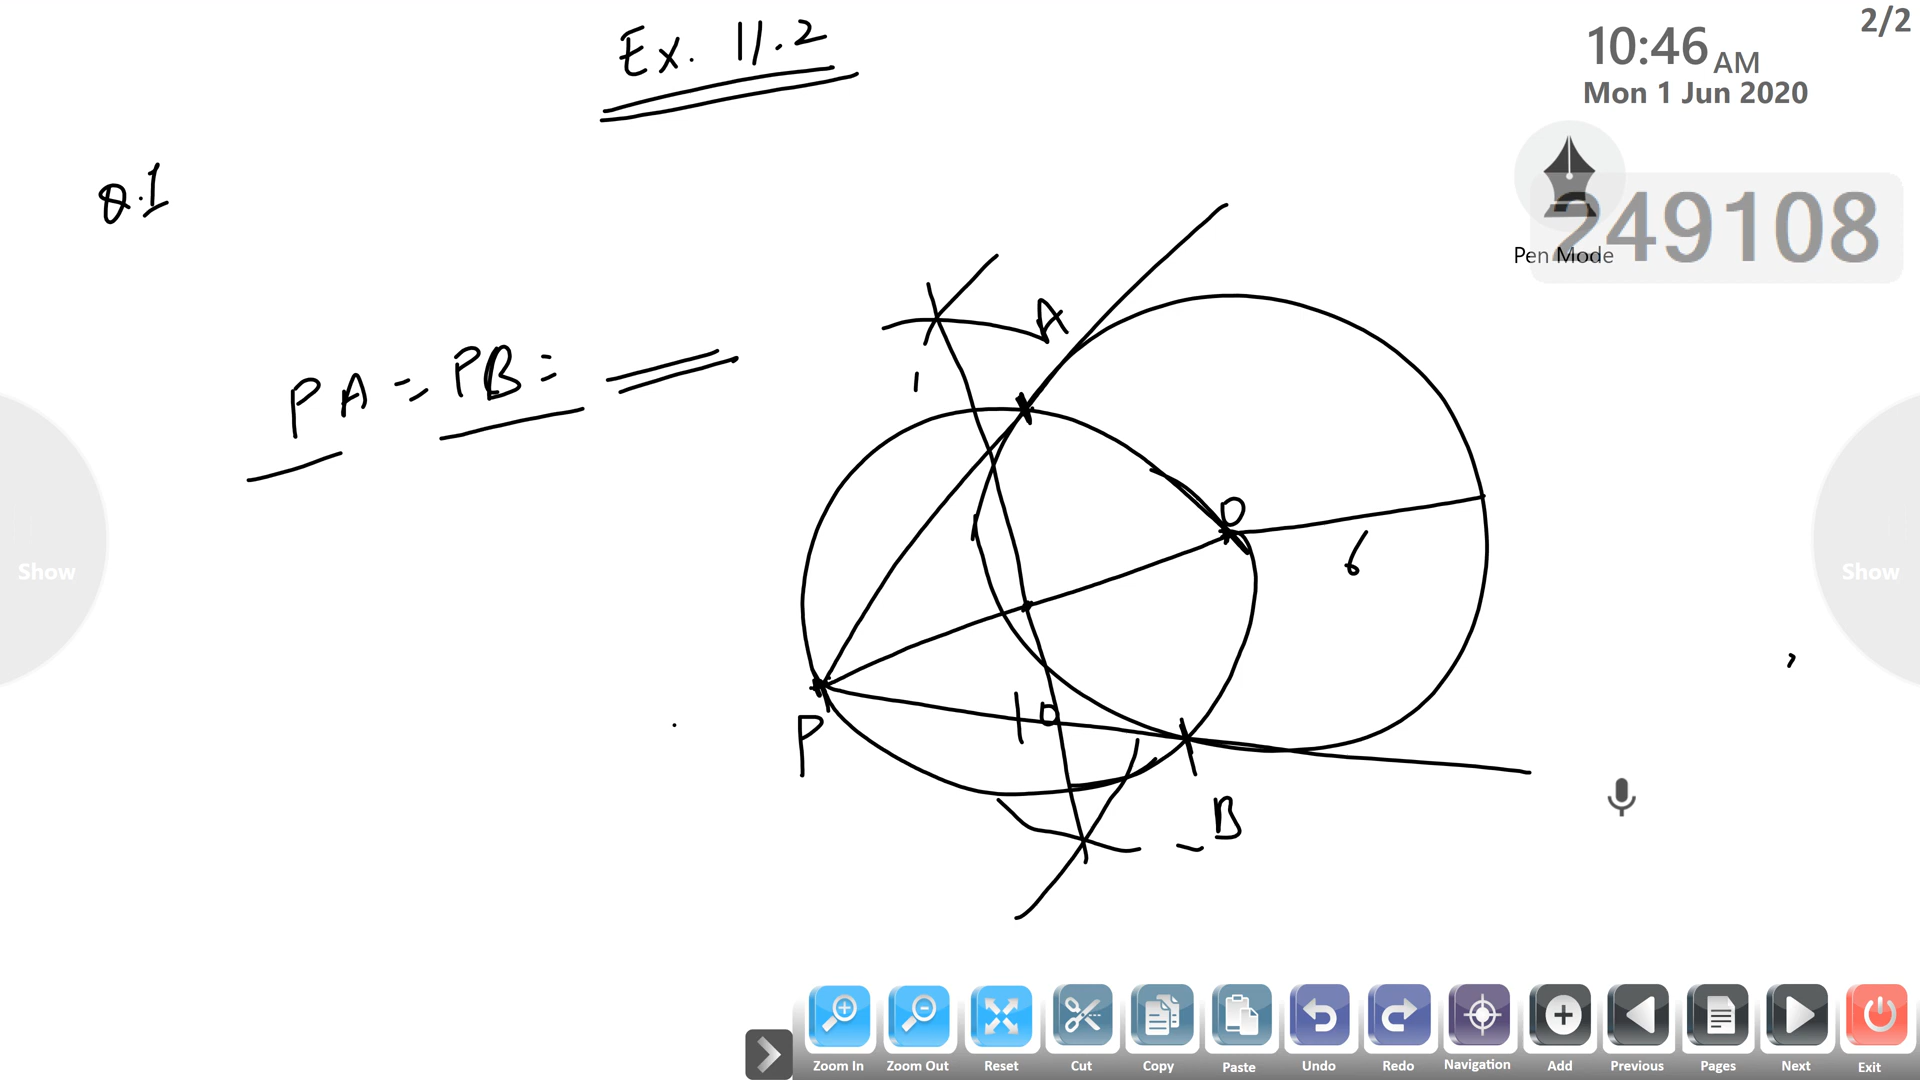 2/2
10:46 AM
Mon 1 Jun 2020
Ex. 11.2
Q.1
249108
Pen Mode
A
PA = PB =
O
6
Show
Show
P
10
B
Zoom In Zoom Out Reset Cut Copy Paste Undo Redo Navigation Add Previous Pages Next Exit